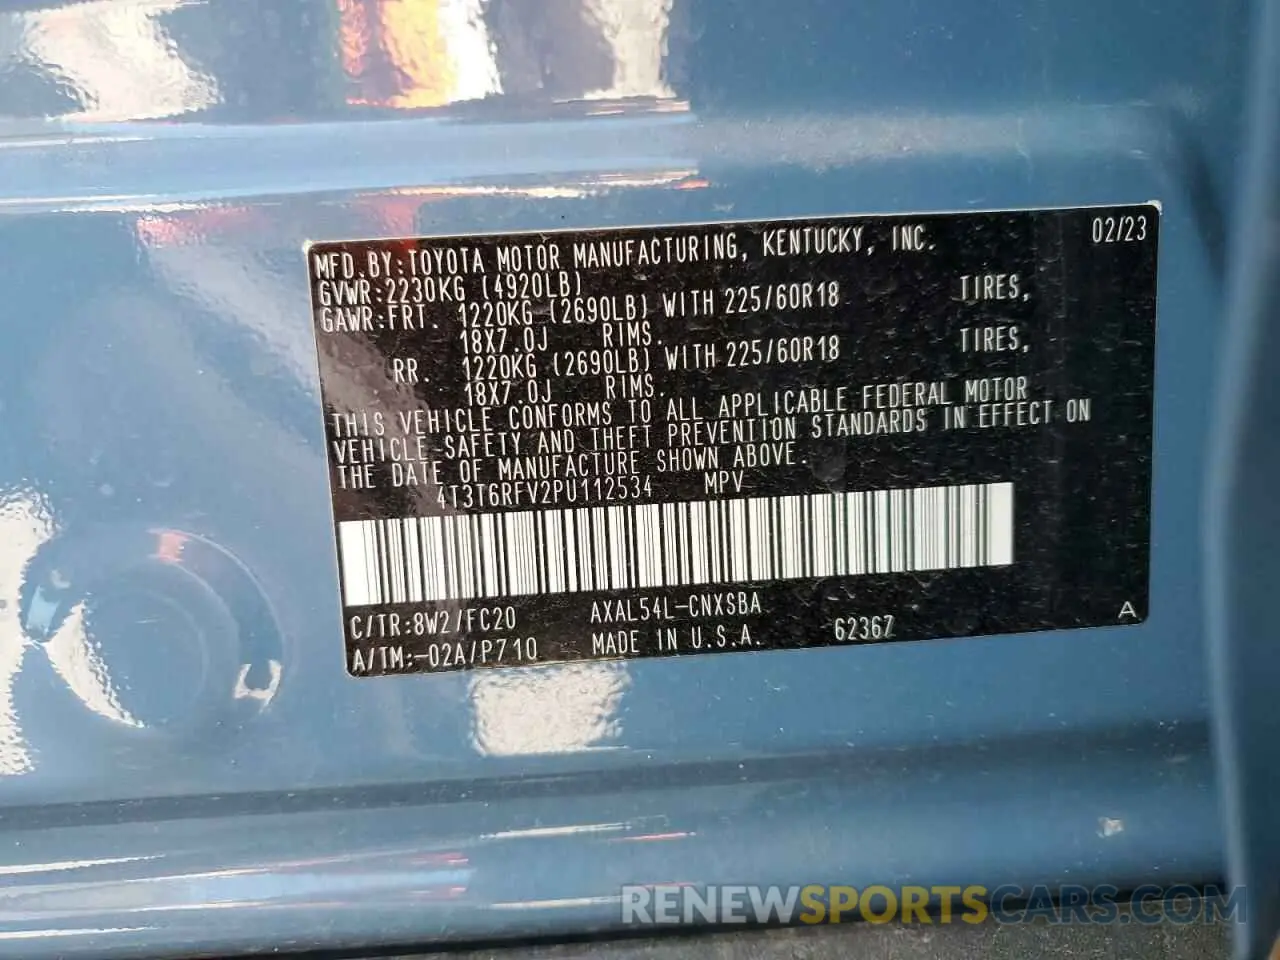 MFD.BY:TOYOTA MOTOR MANUFACTURING, KENTUCKY, INC. 02/23
GVWR:2230KG (4920LB)
GAWR:FRT. 1220KG (2690LB) WITH 225/60R18 TIRES,
18X7.0J RIMS.
RR. 1220KG (2690LB) WITH 225/60R18 TIRES,
18X7.0J RIMS.
THIS VEHICLE CONFORMS TO ALL APPLICABLE FEDERAL MOTOR
VEHICLE SAFETY AND THEFT PREVENTION STANDARDS IN EFFECT ON
THE DATE OF MANUFACTURE SHOWN ABOVE.
4T3T6RFV2PU112534 MPV
C/TR:8W2/FC20 AXAL54L-CNXSBA A
A/TM:-02A/P710 MADE IN U.S.A. 62367
RENEWSPORTSCARS.COM